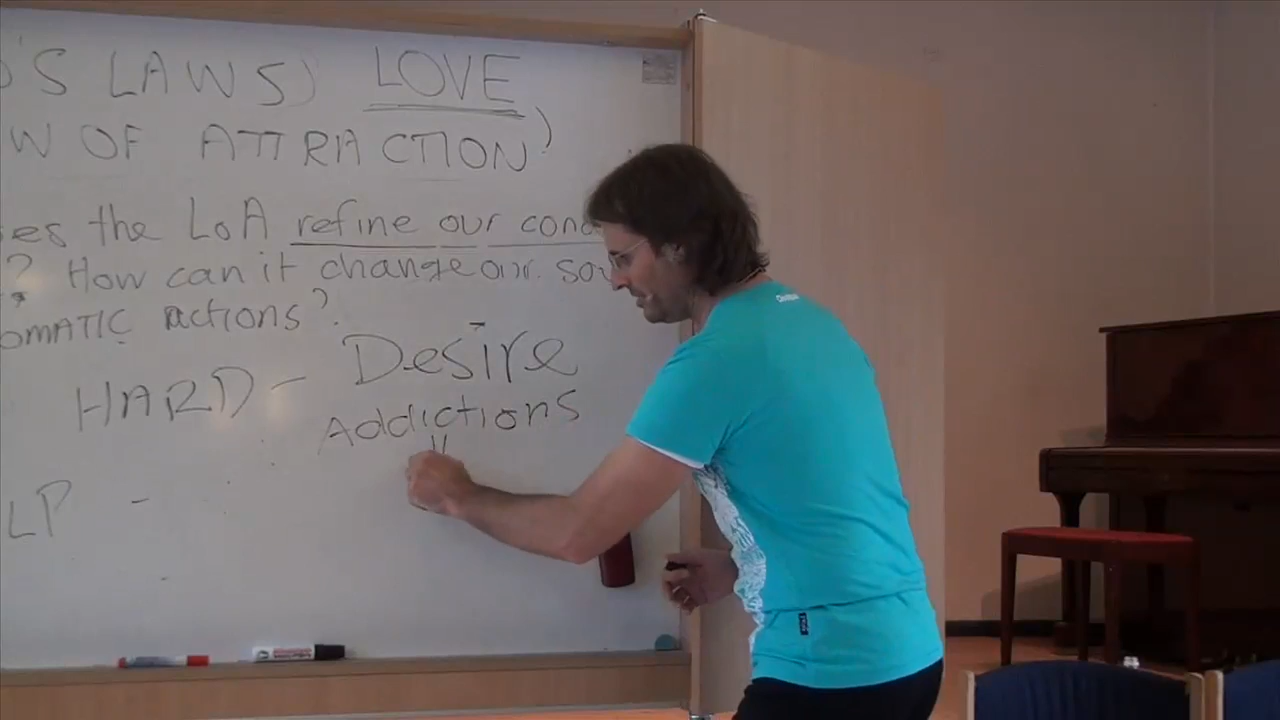 'S LAWS) LOVE
W OF ATTRACTION)
es the LoA refine our cond
? How can it change our so
OMATIC actions?
HARD - Desire
Addictions
LP -